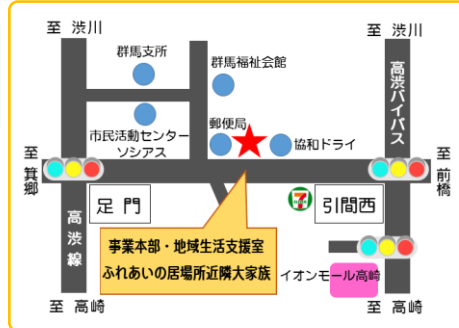 至 渋川
至 渋川
群馬支所
群馬福祉会館
高渋バイパス
市民活動センター
ソシアス
郵便局
協和ドライ
至 箕郷
至 前橋
足門
引間西
高渋線
事業本部・地域生活支援室
ふれあいの居場所近隣大家族
イオンモール高崎
至 高崎
至 高崎